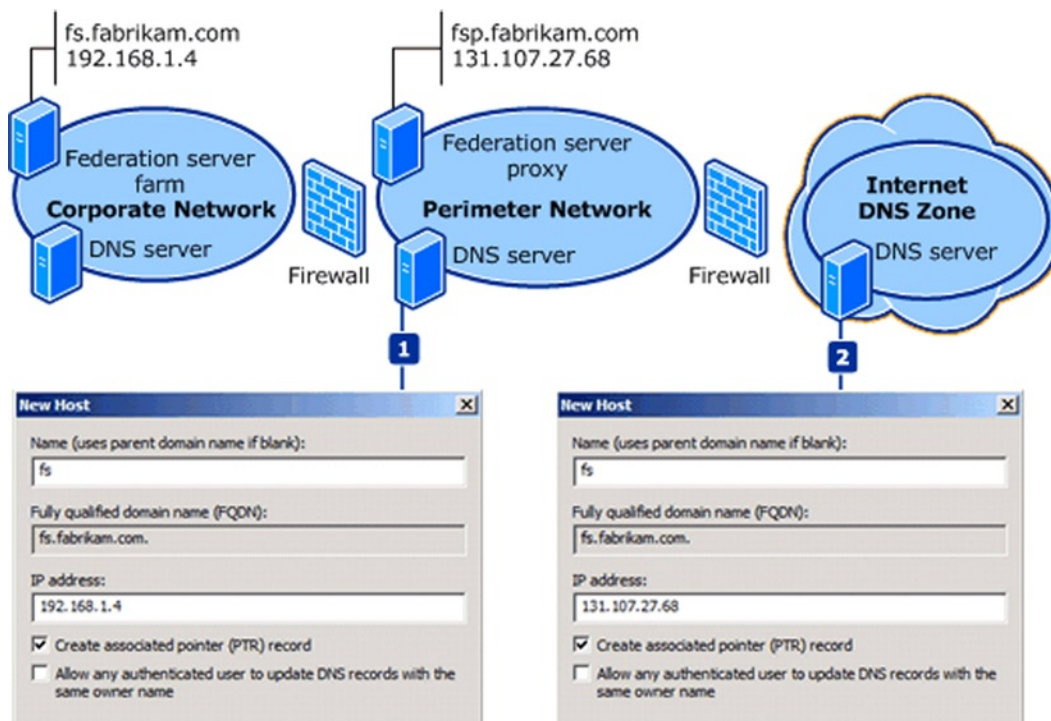 fs.fabrikam.com
192.168.1.4
fsp.fabrikam.com
131.107.27.68
Federation server
farm
Corporate Network
DNS server
Firewall
Federation server
proxy
Perimeter Network
DNS server
Firewall
Internet
DNS Zone
DNS server
1
2
New Host
Name (uses parent domain name if blank):
fs
Fully qualified domain name (FQDN):
fs.fabrikam.com.
IP address:
192.168.1.4
Create associated pointer (PTR) record
Allow any authenticated user to update DNS records with the
same owner name
New Host
Name (uses parent domain name if blank):
fs
Fully qualified domain name (FQDN):
fs.fabrikam.com.
IP address:
131.107.27.68
Create associated pointer (PTR) record
Allow any authenticated user to update DNS records with the
same owner name